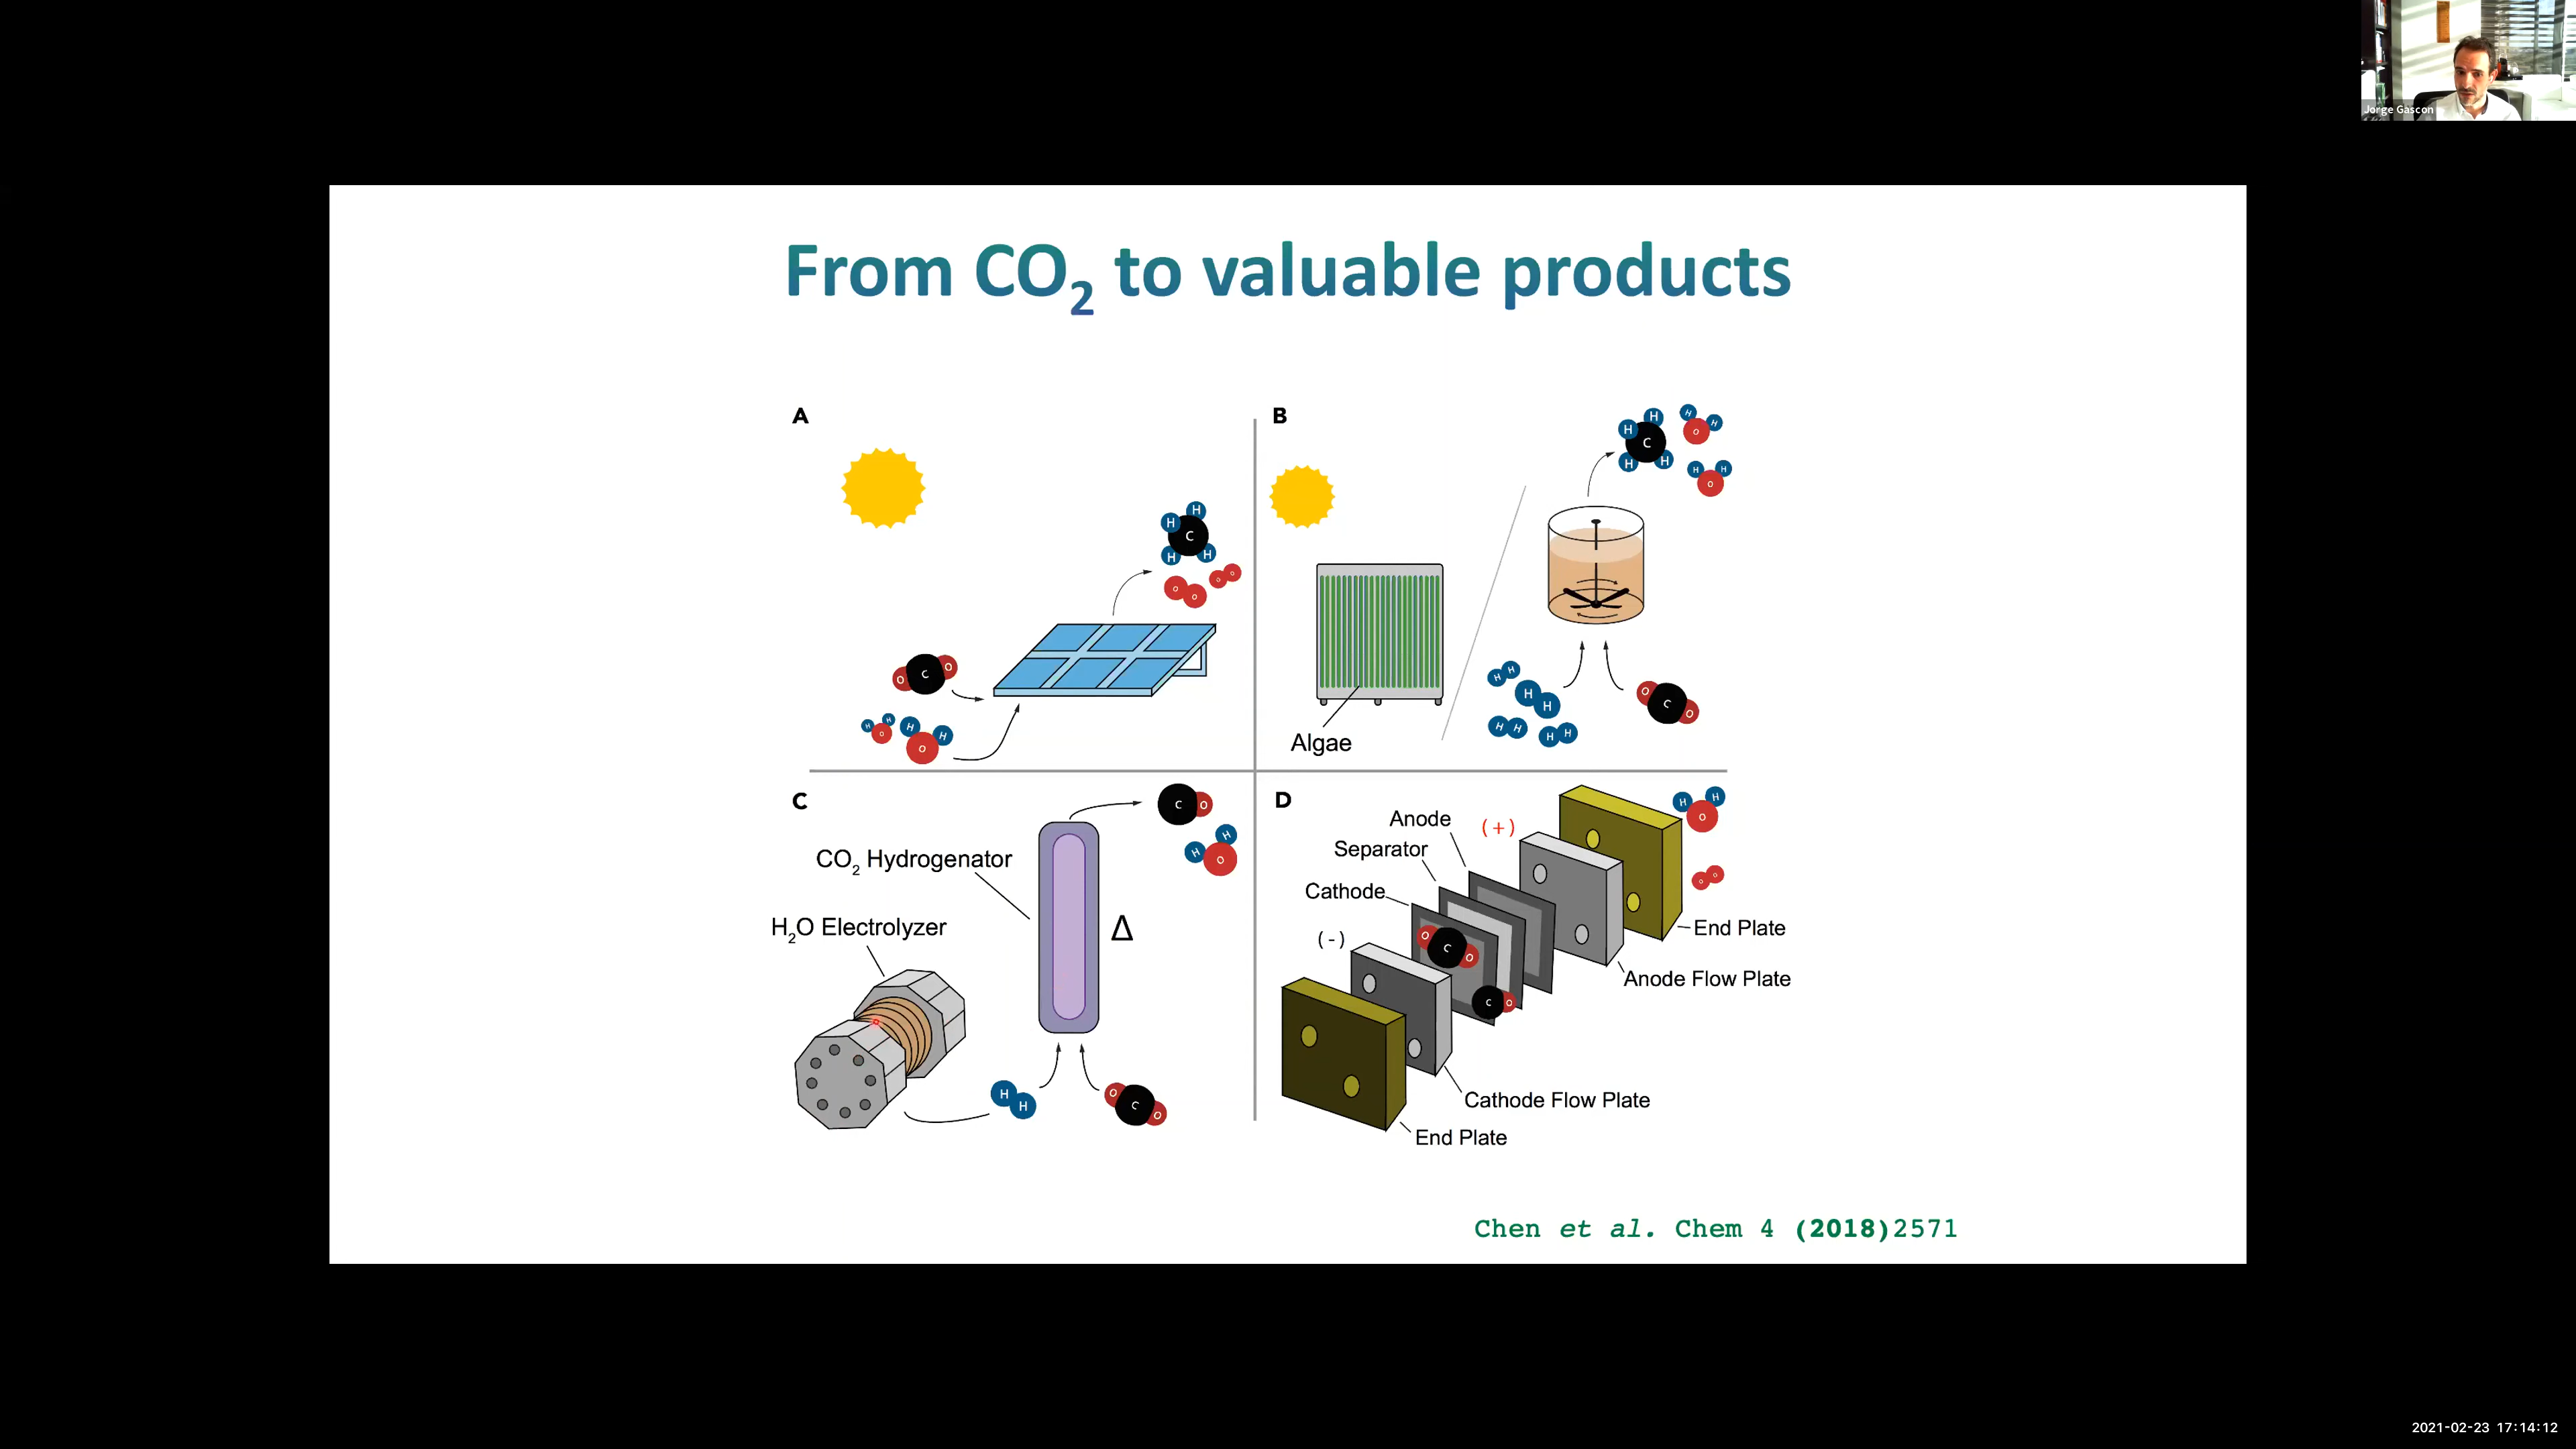 Jorge Gascon
From CO2 to valuable products
A
H
H
C
H
H
O
O
O
O
O
C
O
H
H
O
H
H
O
B
H
H
C
H
H
H
H
O
H
H
O
Algae
H
H
H
H
H
H
H
H
O
C
O
C
C
O
H
H
O
CO2 Hydrogenator
H2O Electrolyzer
Δ
H
H
O
C
O
D
Anode
(+)
Separator
Cathode
(-)
O
C
O
C
O
H
H
O
O
O
End Plate
Anode Flow Plate
Cathode Flow Plate
End Plate
Chen et al. Chem 4 (2018)2571
2021-02-23 17:14:12